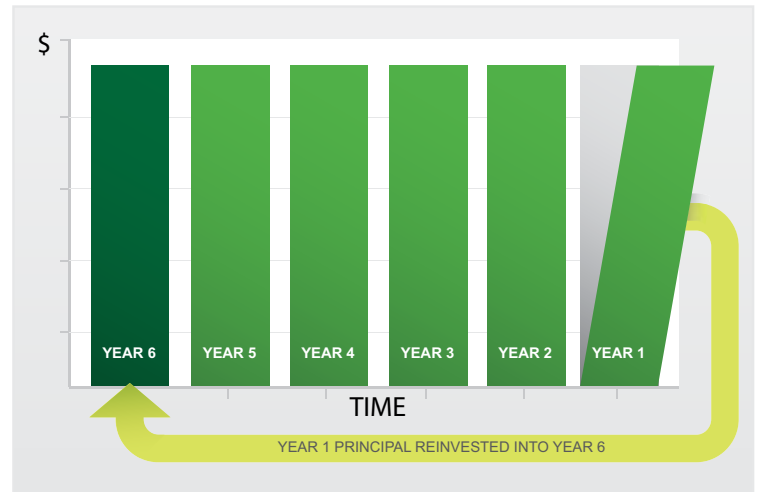 $
YEAR 6 YEAR 5 YEAR 4 YEAR 3 YEAR 2 YEAR 1
TIME
YEAR 1 PRINCIPAL REINVESTED INTO YEAR 6